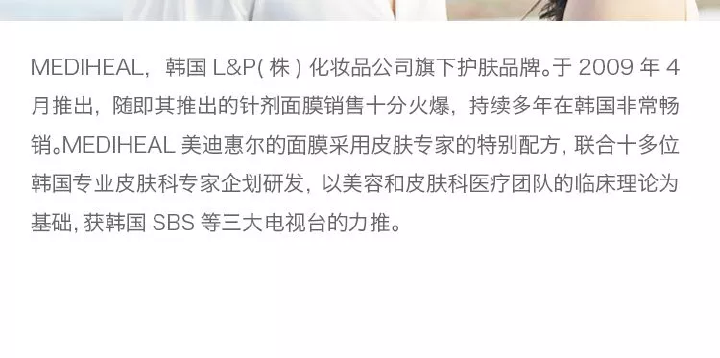 MEDIHEAL，韩国 L&P(株)化妆品公司旗下护肤品牌。于 2009 年 4
月推出，随即其推出的针剂面膜销售十分火爆，持续多年在韩国非常畅
销。MEDIHEAL 美迪惠尔的面膜采用皮肤专家的特别配方，联合十多位
韩国专业皮肤科专家企划研发，以美容和皮肤科医疗团队的临床理论为
基础，获韩国 SBS 等三大电视台的力推。